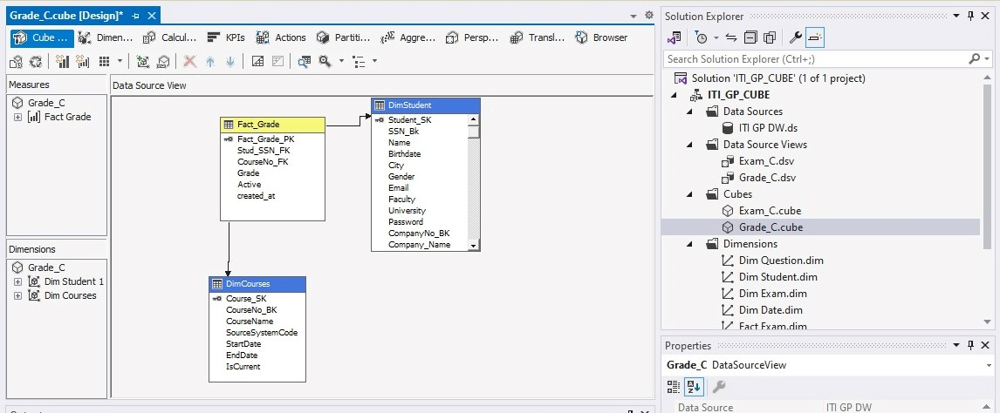 Grade_C.cube [Design]*
Cube ... Dimen... Calcul... KPIs Actions Partiti... Aggre... Persp... Transl... Browser
Measures
Grade_C
Fact Grade
Dimensions
Grade_C
Dim Student 1
Dim Courses
Data Source View
Fact_Grade
Fact_Grade_PK
Stud_SSN_FK
CourseNo_FK
Grade
Active
created_at
DimStudent
Student_SK
SSN_Bk
Name
Birthdate
City
Gender
Email
Faculty
University
Password
CompanyNo_BK
Company_Name
DimCourses
Course_SK
CourseNo_BK
CourseName
SourceSystemCode
StartDate
EndDate
IsCurrent
Solution Explorer
Search Solution Explorer (Ctrl+;)
Solution 'ITI_GP_CUBE' (1 of 1 project)
ITI_GP_CUBE
Data Sources
ITI GP DW.ds
Data Source Views
Exam_C.dsv
Grade_C.dsv
Cubes
Exam_C.cube
Grade_C.cube
Dimensions
Dim Question.dim
Dim Student.dim
Dim Exam.dim
Dim Date.dim
Fact Exam.dim
Properties
Grade_C DataSourceView
Data Source ITI GP DW